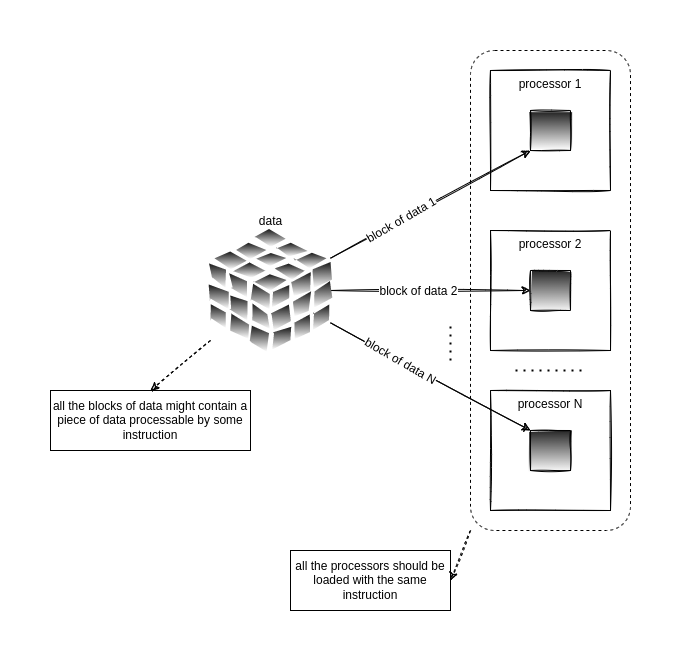 processor 1
block of data 1
data
processor 2
block of data 2
block of data N
processor N
all the blocks of data might contain a
piece of data processable by some
instruction
all the processors should be
loaded with the same
instruction